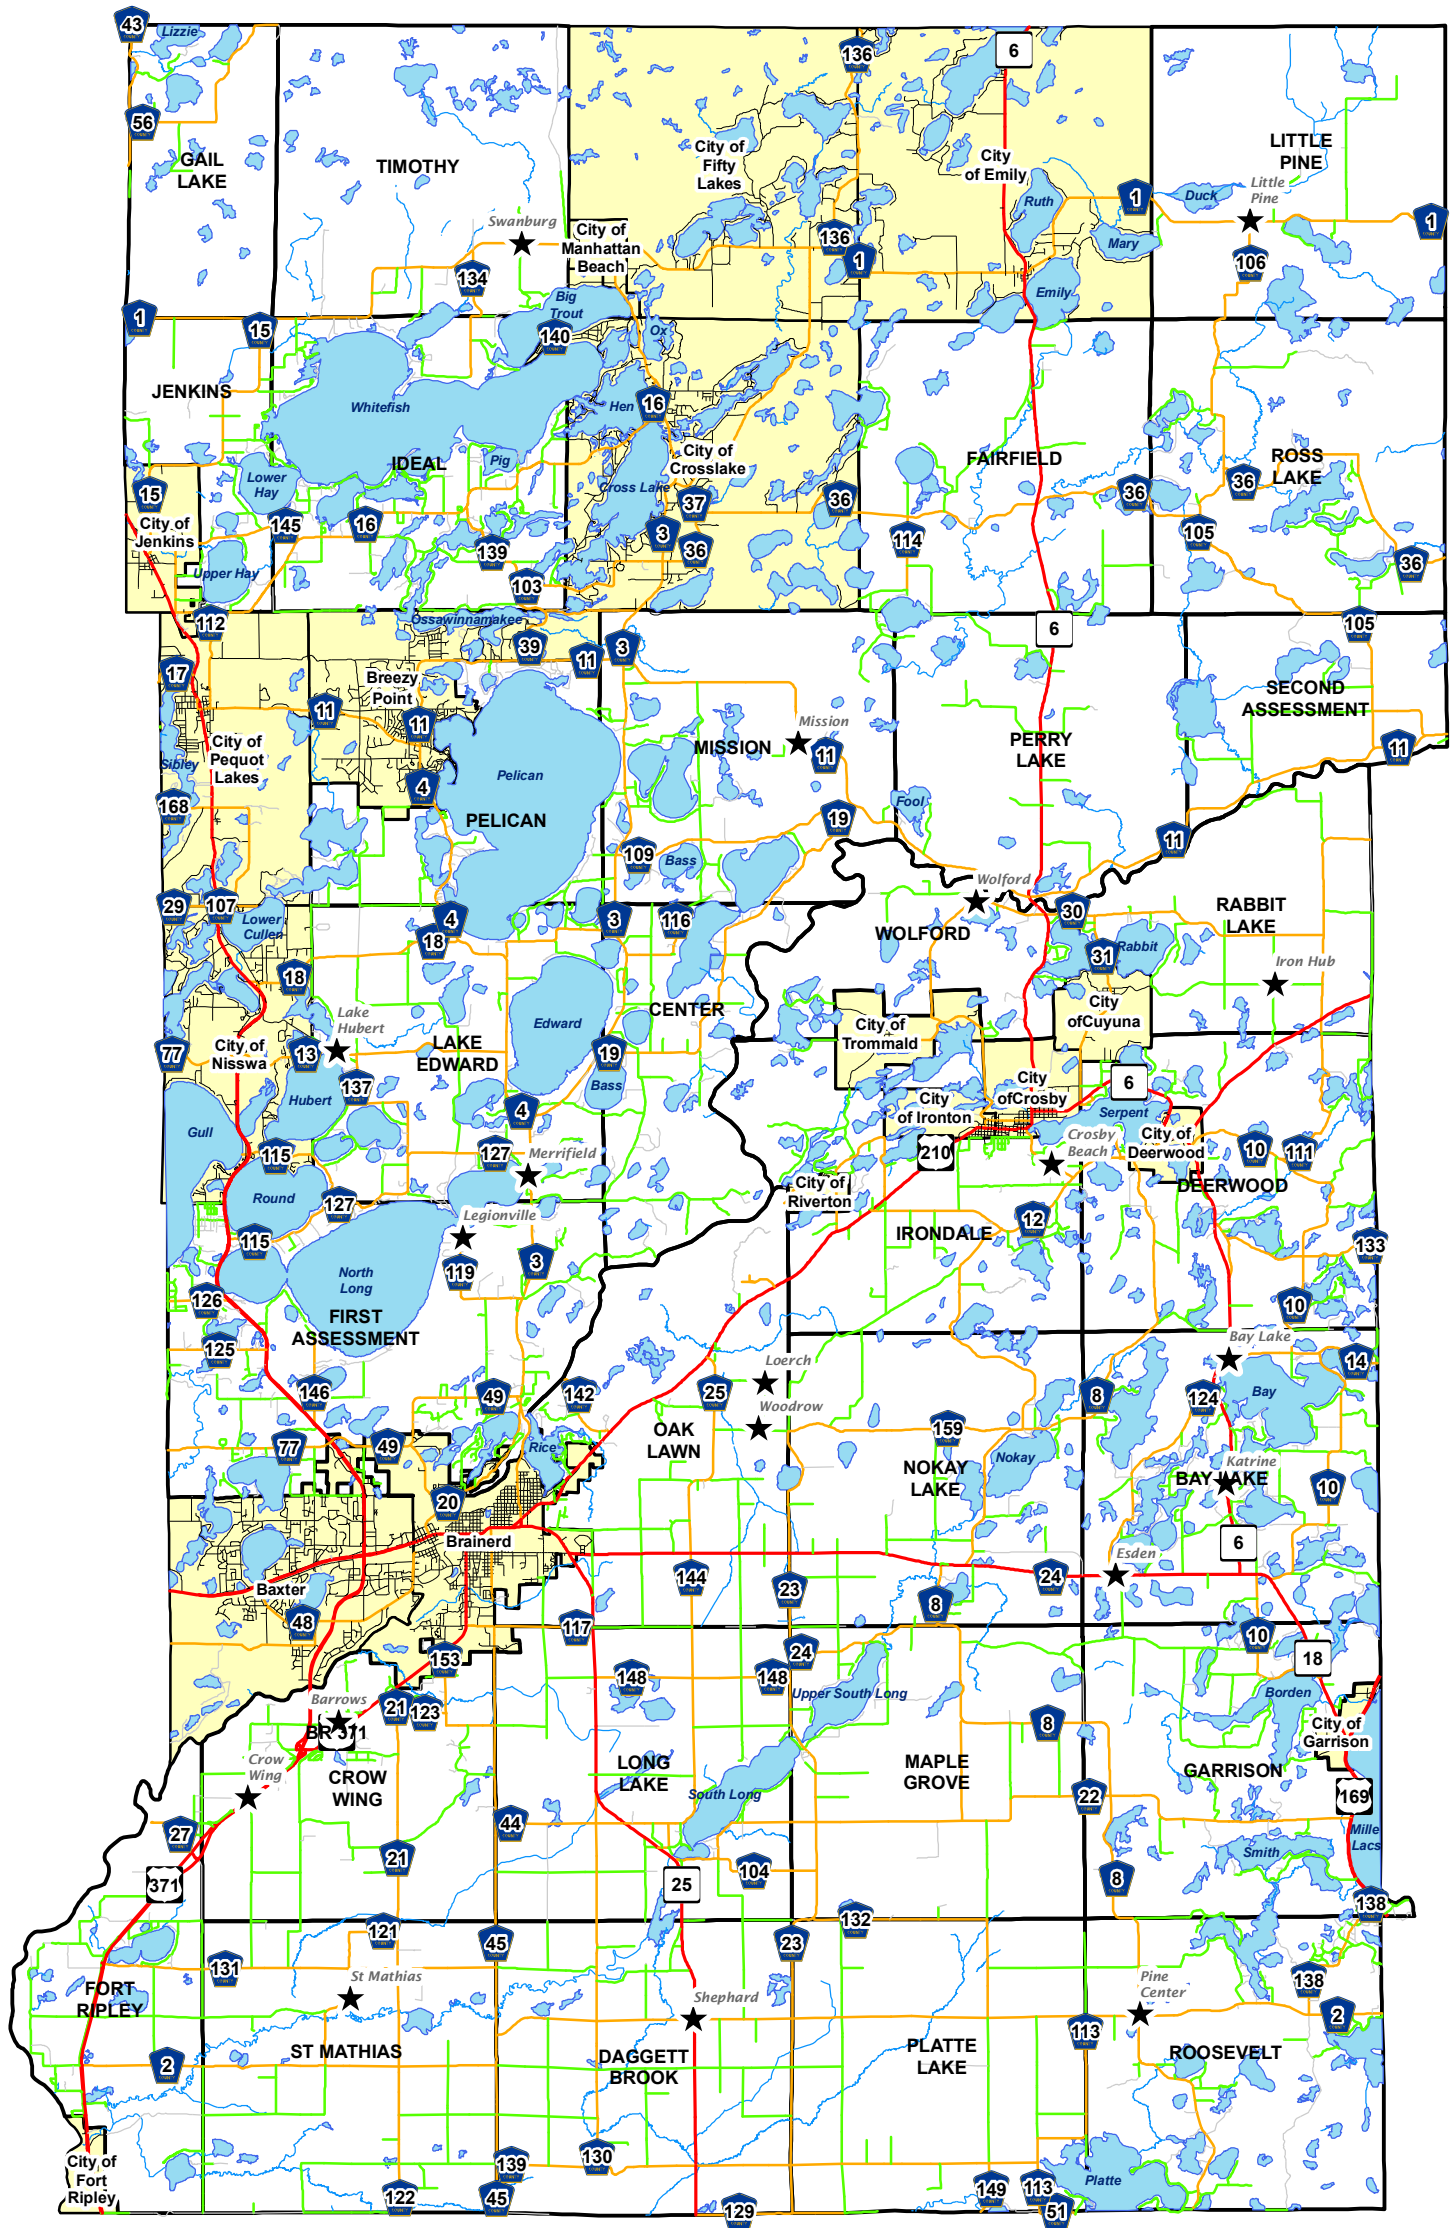 43
Lizzie
136
6
56
GAIL
LAKE
TIMOTHY
City of
Fifty
Lakes
City
of Emily
LITTLE
PINE
Little
Pine
Duck
1
1
Ruth
Mary
Swanburg
City of
Manhattan
Beach
136
1
106
134
Emily
Big
Trout
1
15
140
Ox
JENKINS
Whitefish
Hen
16
IDEAL
Pig
City of
Crosslake
FAIRFIELD
ROSS
LAKE
Lower
Hay
15
Cross Lake
37
36
36
36
City of
Jenkins
145
16
139
3
36
114
105
36
Upper Hay
103
112
Ossawinnamakee
39
11
3
6
105
17
Breezy
Point
11
11
SECOND
ASSESSMENT
City of
Pequot
Lakes
Sibley
Mission
MISSION
11
PERRY
LAKE
11
Pelican
4
168
PELICAN
Fool
19
11
109
Bass
Wolford
29
107
Lower
Cullen
4
18
3
116
30
WOLFORD
RABBIT
LAKE
31
Rabbit
Iron Hub
18
Lake
Hubert
CENTER
City
ofCuyuna
Edward
City of
Trommald
77
City of
Nisswa
13
LAKE
EDWARD
19
137
Bass
6
City
ofCrosby
Hubert
4
City
of Ironton
Serpent
Gull
Crosby
Beach
City of
Deerwood
115
127
Merrifield
210
10
111
Round
127
City of
Riverton
DEERWOOD
Legionville
115
119
3
IRONDALE
12
133
North
Long
126
10
FIRST
ASSESSMENT
125
Bay Lake
14
Loerch
146
49
142
25
8
124
Bay
Woodrow
77
49
Rice
OAK
LAWN
159
Nokay
NOKAY
LAKE
Katrine
BAY LAKE
10
20
Brainerd
6
Esden
Baxter
144
23
24
8
48
117
10
153
24
18
148
148
Upper South Long
Borden
Barrows
21
123
BR 371
8
City of
Garrison
Crow
Wing
CROW
WING
LONG
LAKE
MAPLE
GROVE
GARRISON
South Long
22
169
27
44
Mille
Lacs
21
Smith
371
25
104
8
138
121
45
23
132
131
St Mathias
FORT
RIPLEY
Pine
Center
138
Shephard
2
113
2
ST MATHIAS
DAGGETT
BROOK
PLATTE
LAKE
ROOSEVELT
City of
Fort
Ripley
139
130
Platte
122
45
129
149
113
51